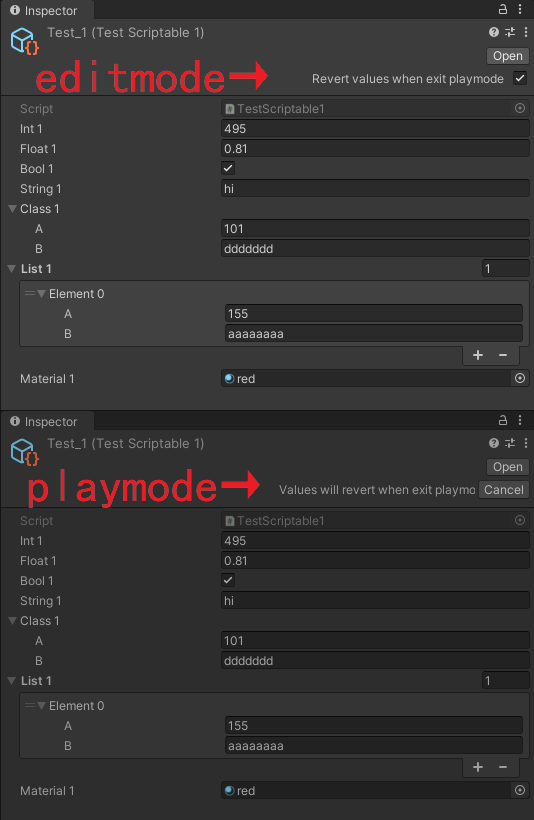 Inspector
Test_1 (Test Scriptable 1)
Open
editmode→
Revert values when exit playmode
Script TestScriptable1
Int 1 495
Float 1 0.81
Bool 1
String 1 hi
Class 1
A 101
B ddddddd
List 1 1
Element 0
A 155
B aaaaaaaa
+ −
Material 1 red
Inspector
Test_1 (Test Scriptable 1)
Open
playmode→
Values will revert when exit playmo Cancel
Script TestScriptable1
Int 1 495
Float 1 0.81
Bool 1
String 1 hi
Class 1
A 101
B ddddddd
List 1 1
Element 0
A 155
B aaaaaaaa
+ −
Material 1 red